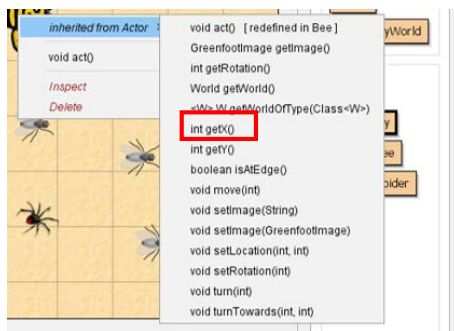 inherited from Actor
void act()
Inspect
Delete
void act() [ redefined in Bee ]
GreenfootImage getImage()
int getRotation()
World getWorld()
<W> W getWorldOfType(Class<W>)
int getX()
int getY()
boolean isAtEdge()
void move(int)
void setImage(String)
void setImage(GreenfootImage)
void setLocation(int, int)
void setRotation(int)
void turn(int)
void turnTowards(int, int)
yWorld
y
ee
pider